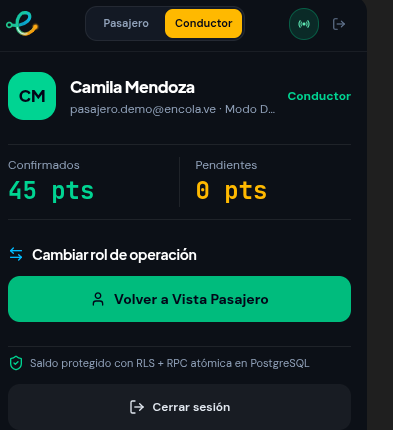 Pasajero
Conductor
CM
Camila Mendoza
pasajero.demo@encola.ve · Modo D...
Conductor
Confirmados
Pendientes
45 pts
0 pts
Cambiar rol de operación
Volver a Vista Pasajero
Saldo protegido con RLS + RPC atómica en PostgreSQL
Cerrar sesión